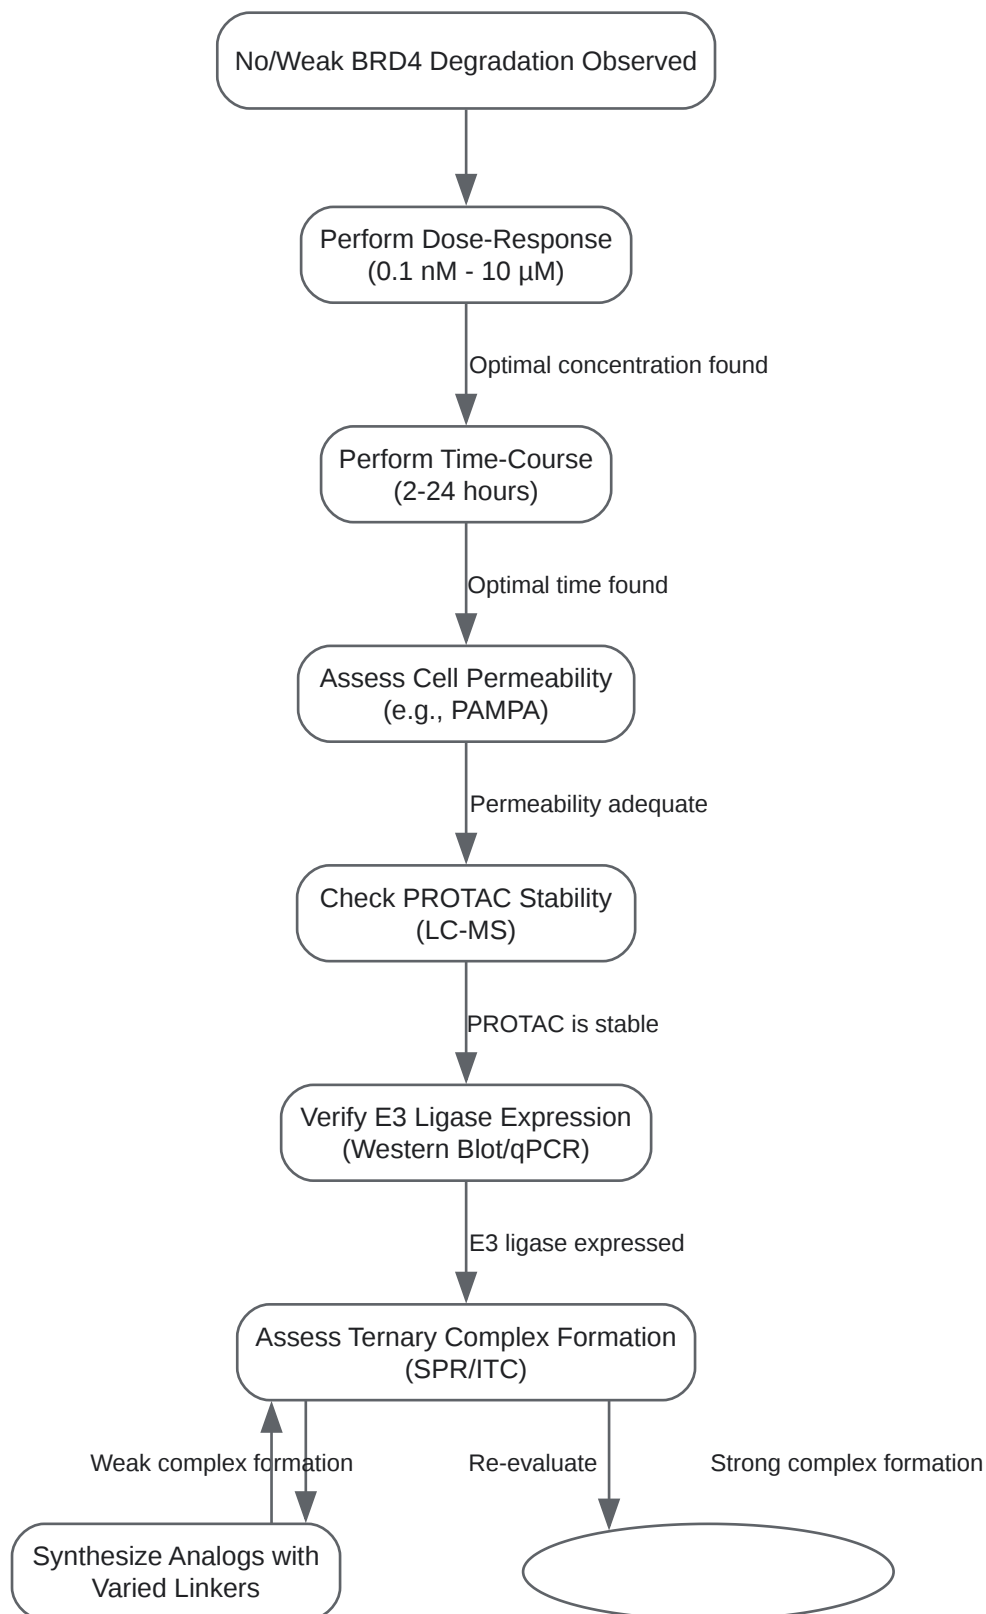 No/Weak BRD4 Degradation Observed
Perform Dose-Response
(0.1 nM - 10 µM)
Optimal concentration found
Perform Time-Course
(2-24 hours)
Optimal time found
Assess Cell Permeability
(e.g., PAMPA)
Permeability adequate
Check PROTAC Stability
(LC-MS)
PROTAC is stable
Verify E3 Ligase Expression
(Western Blot/qPCR)
E3 ligase expressed
Assess Ternary Complex Formation
(SPR/ITC)
Weak complex formation
Re-evaluate
Strong complex formation
Synthesize Analogs with
Varied Linkers